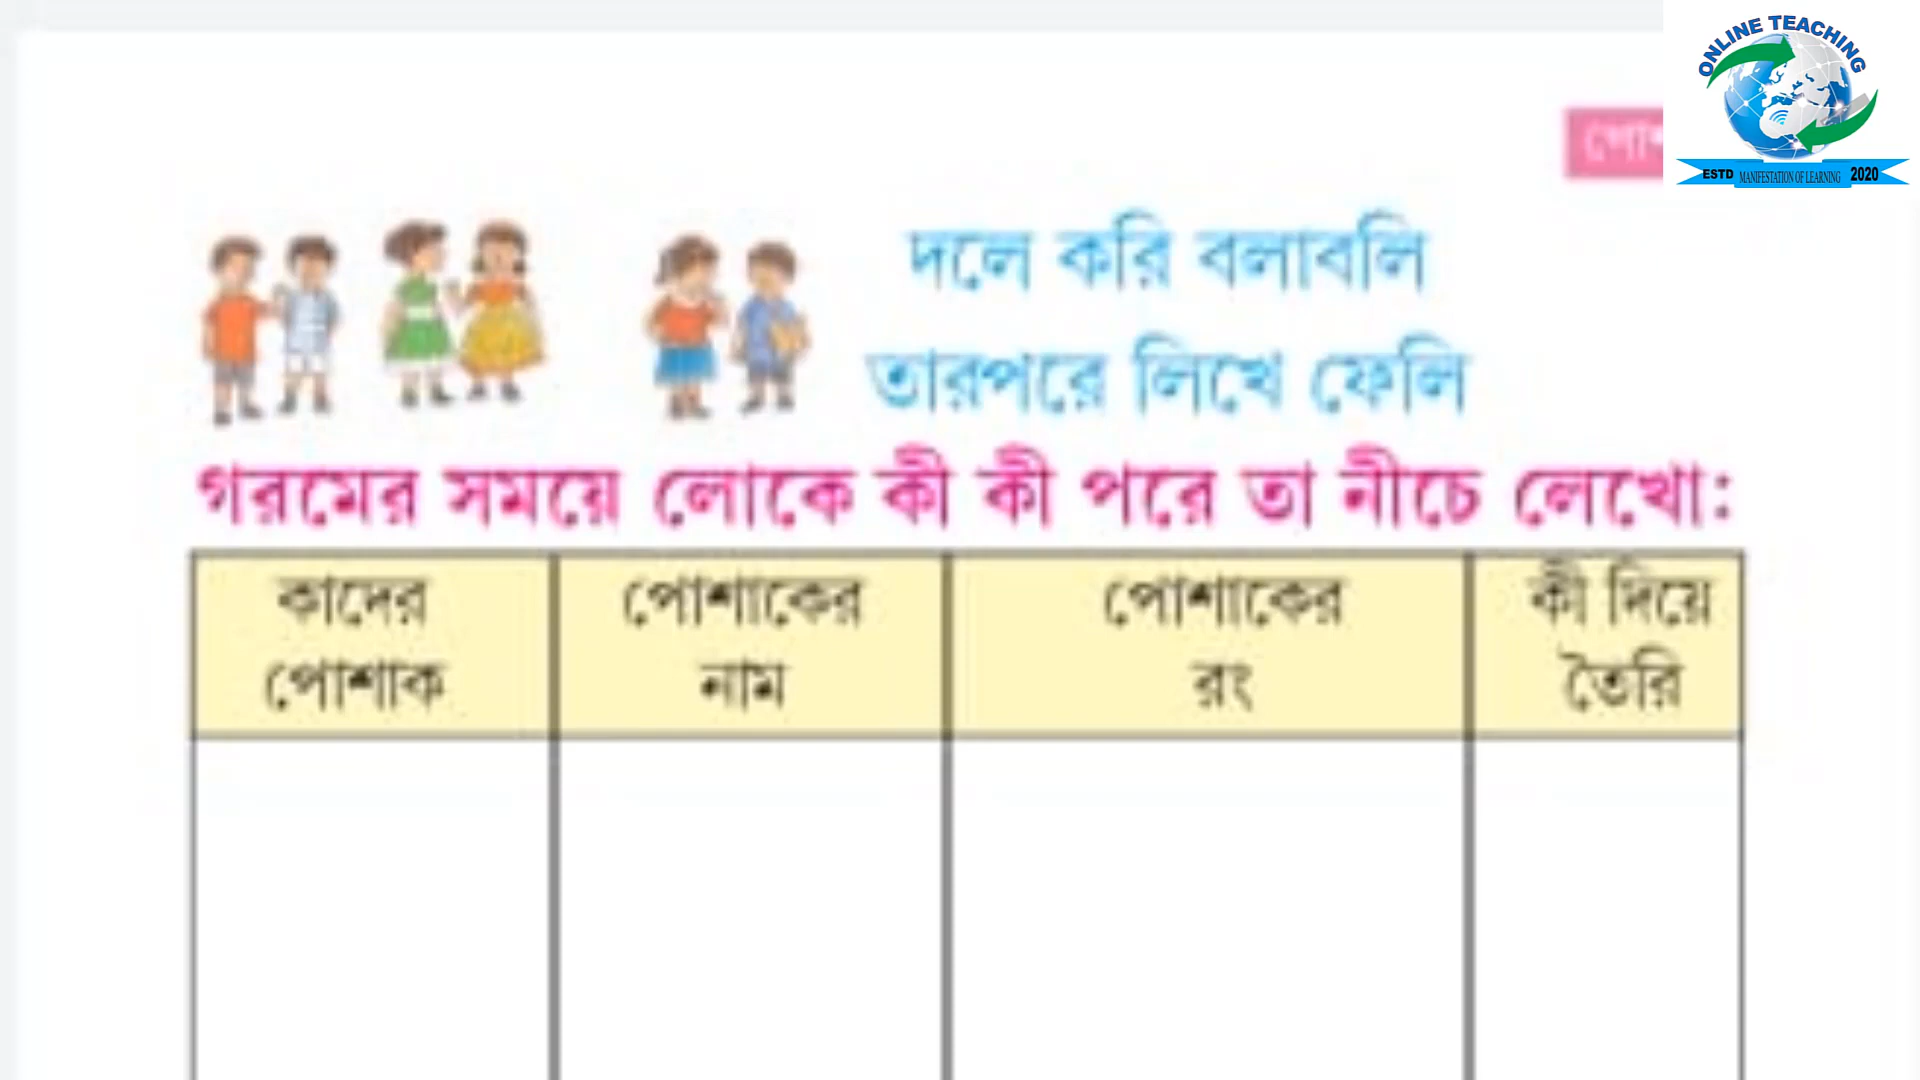 ONLINE TEACHING
ESTD MANIFESTATION OF LEARNING 2020
দলে করি বলাবলি
তারপরে লিখে ফেলি
গরমের সময়ে লোকে কী কী পরে তা নীচে লেখো:
কাদের পোশাক
পোশাকের নাম
পোশাকের রং
কী দিয়ে তৈরি